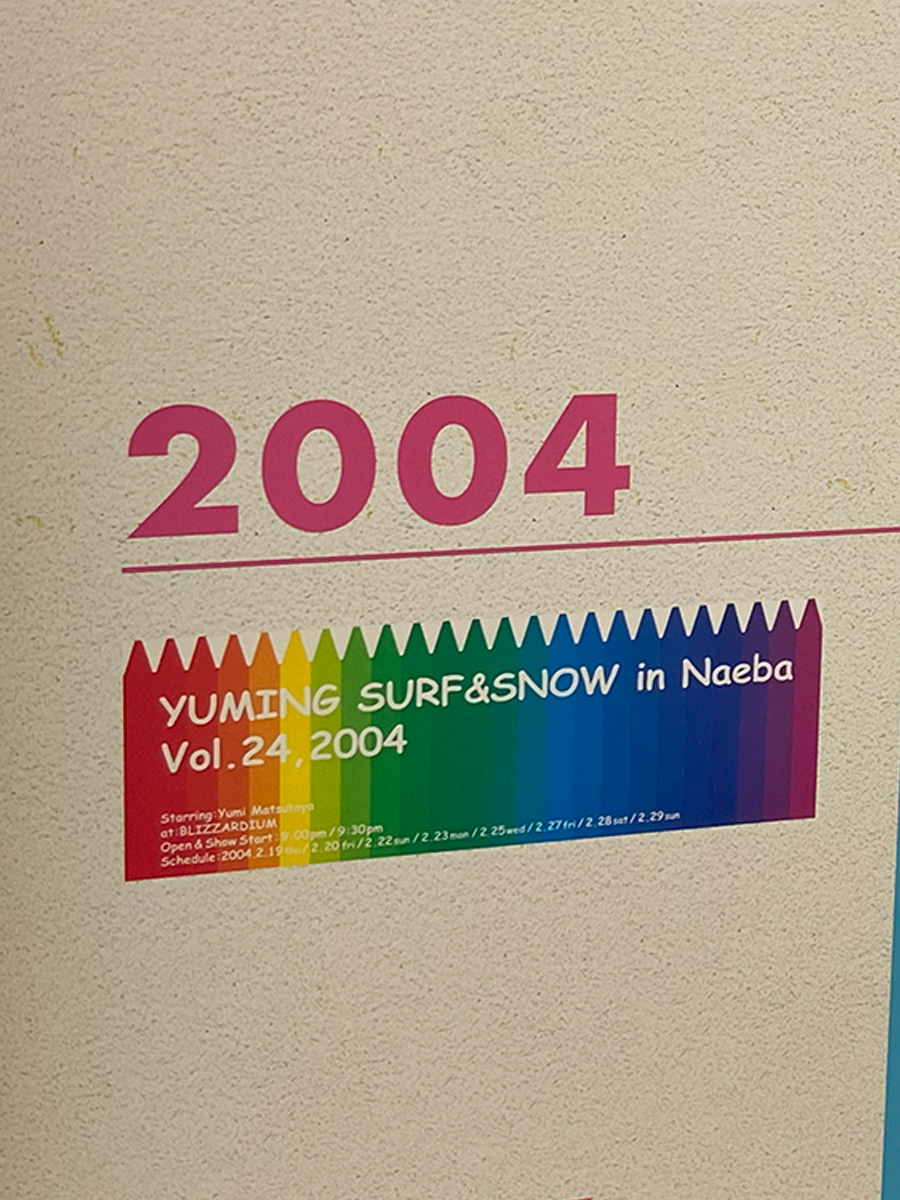 2004
YUMING SURF&SNOW in Naeba
Vol.24,2004
Starring:Yumi Matsutoya
at:BLIZZARDIUM
Open & Show Start:9:00pm / 9:30pm
Schedule:2004 2.19thu / 2.20fri / 2.22sun / 2.23mon / 2.25wed / 2.27fri / 2.28sat / 2.29sun